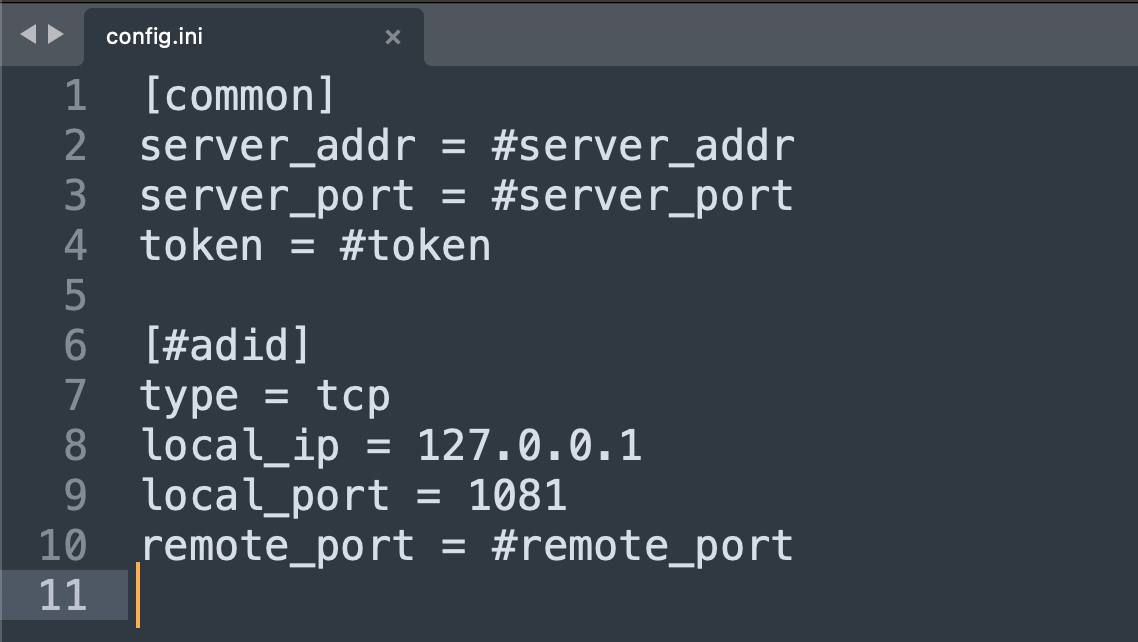 config.ini ×
1 [common]
2 server_addr = #server_addr
3 server_port = #server_port
4 token = #token
5
6 [#adid]
7 type = tcp
8 local_ip = 127.0.0.1
9 local_port = 1081
10 remote_port = #remote_port
11